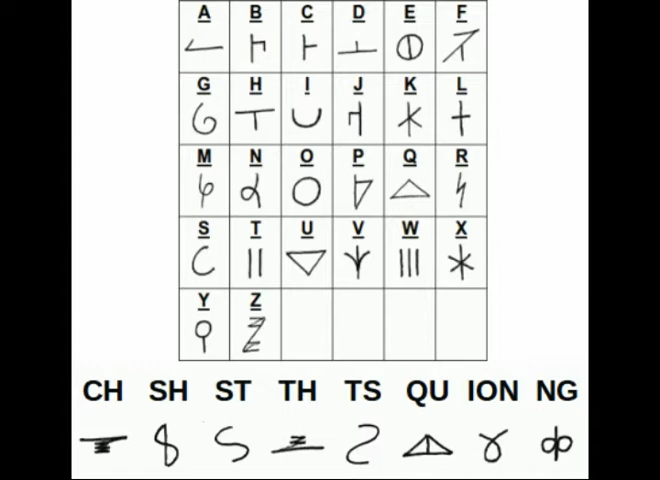 A B C D E F
G H I J K L
M N O P Q R
S T U V W X
Y Z
CH SH ST TH TS QU ION NG